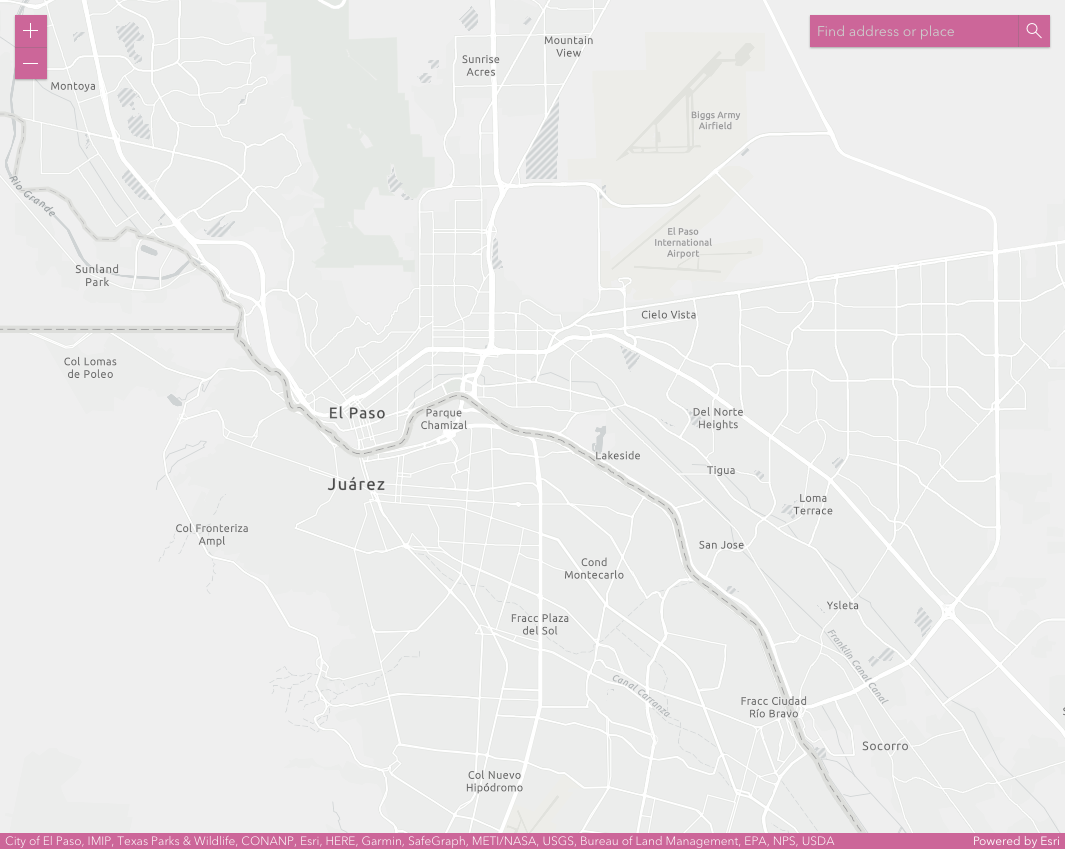 +
Find address or place
−
Mountain
View
Sunrise
Acres
Montoya
Biggs Army
Airfield
Rio Grande
El Paso
International
Airport
Sunland
Park
Cielo Vista
Col Lomas
de Poleo
El Paso
Parque
Chamizal
Del Norte
Heights
Lakeside
Tigua
Juárez
Loma
Terrace
Col Fronteriza
Ampl
San Jose
Cond
Montecarlo
Ysleta
Fracc Plaza
del Sol
Franklin Canal Canal
Canal Carranza
Fracc Ciudad
Río Bravo
Socorro
Col Nuevo
Hipódromo
City of El Paso, IMIP, Texas Parks & Wildlife, CONANP, Esri, HERE, Garmin, SafeGraph, METI/NASA, USGS, Bureau of Land Management, EPA, NPS, USDA
Powered by Esri